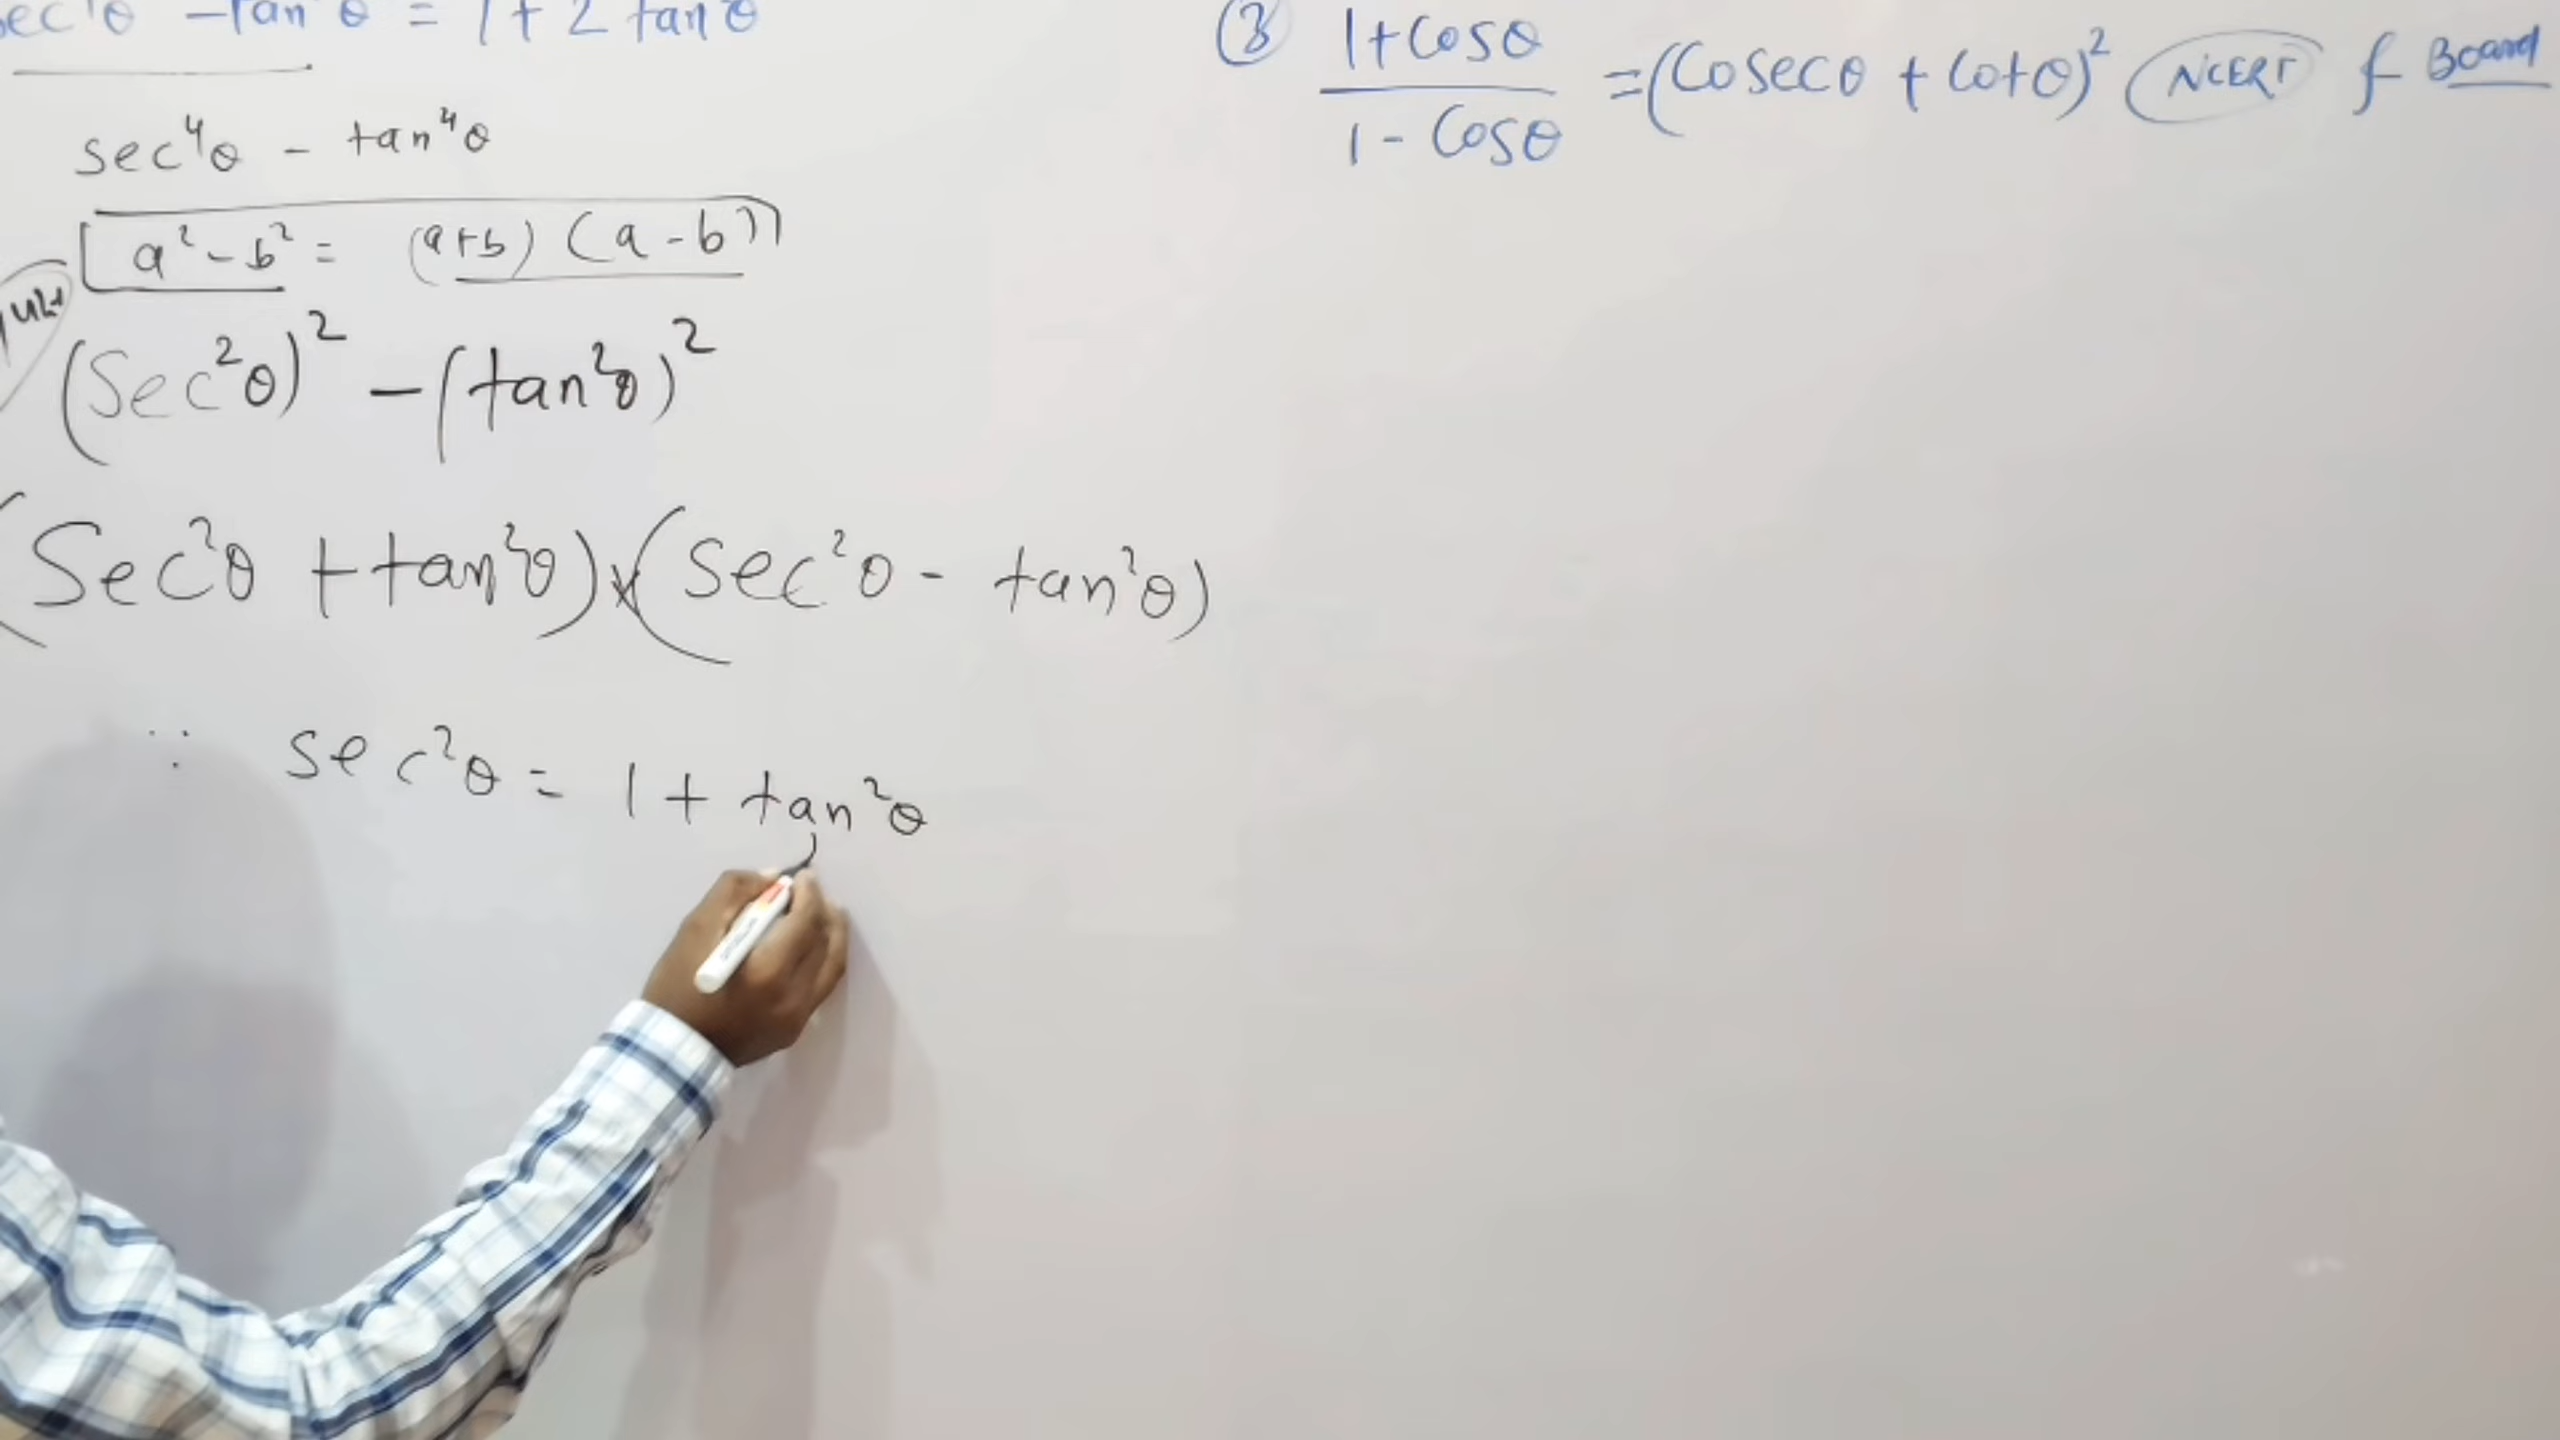 sec⁴θ - tan⁴θ = 1 + 2 tan²θ
sec⁴θ - tan⁴θ
a² - b² = (a+b) (a-b)
(Sec²θ)² - (tan²θ)²
(Sec²θ + tan²θ) × (Sec²θ - tan²θ)
∵ sec²θ = 1 + tan²θ
③ 1+Cosθ
1 - Cosθ
= (Cosecθ + Cotθ)² NCERT f Board